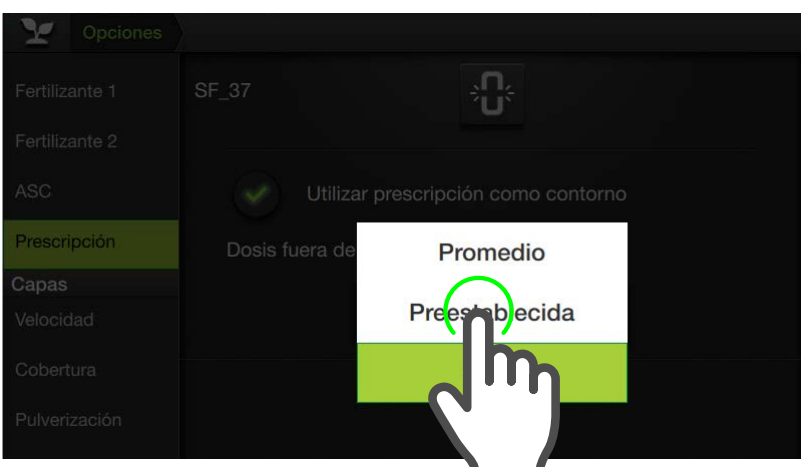 Opciones
Fertilizante 1
Fertilizante 2
ASC
Prescripción
Capas
Velocidad
Cobertura
Pulverización
SF_37
Utilizar prescripción como contorno
Dosis fuera de
Promedio
Preestablecida